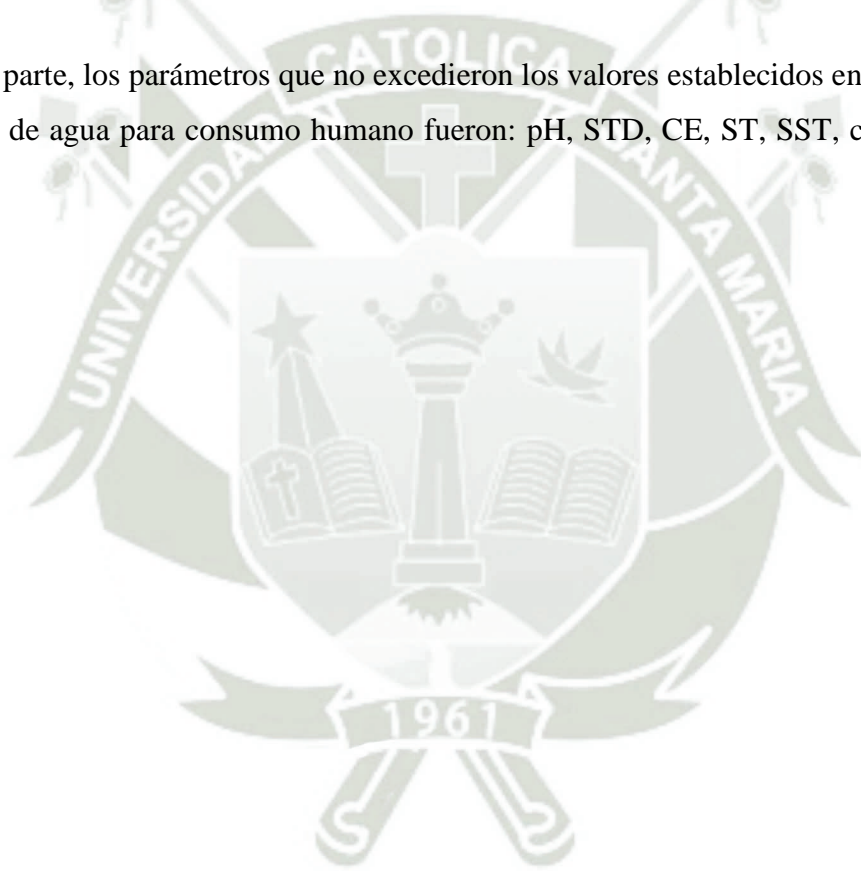 parte, los parámetros que no excedieron los valores establecidos en
de agua para consumo humano fueron: pH, STD, CE, ST, SST, c
UNIVERSIDAD CATOLICA SANTA MARIA
1961